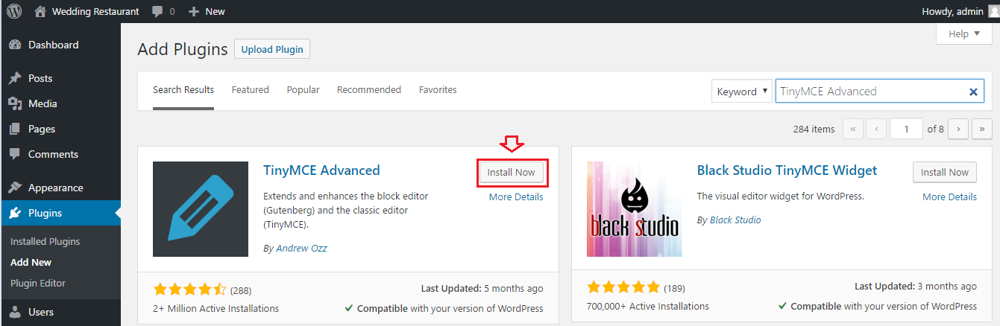 Wedding Restaurant 0 New Howdy, admin
Dashboard
Posts
Media
Pages
Comments
Appearance
Plugins
Installed Plugins
Add New
Plugin Editor
Users
Help
Add Plugins Upload Plugin
Search Results Featured Popular Recommended Favorites Keyword TinyMCE Advanced
284 items « ‹ 1 of 8 › »
TinyMCE Advanced
Install Now
More Details
Extends and enhances the block editor
(Gutenberg) and the classic editor
(TinyMCE).
By Andrew Ozz
(288)
2+ Million Active Installations
Last Updated: 5 months ago
Compatible with your version of WordPress
black studio
Black Studio TinyMCE Widget
Install Now
More Details
The visual editor widget for WordPress.
By Black Studio
(189)
700,000+ Active Installations
Last Updated: 3 months ago
Compatible with your version of WordPress